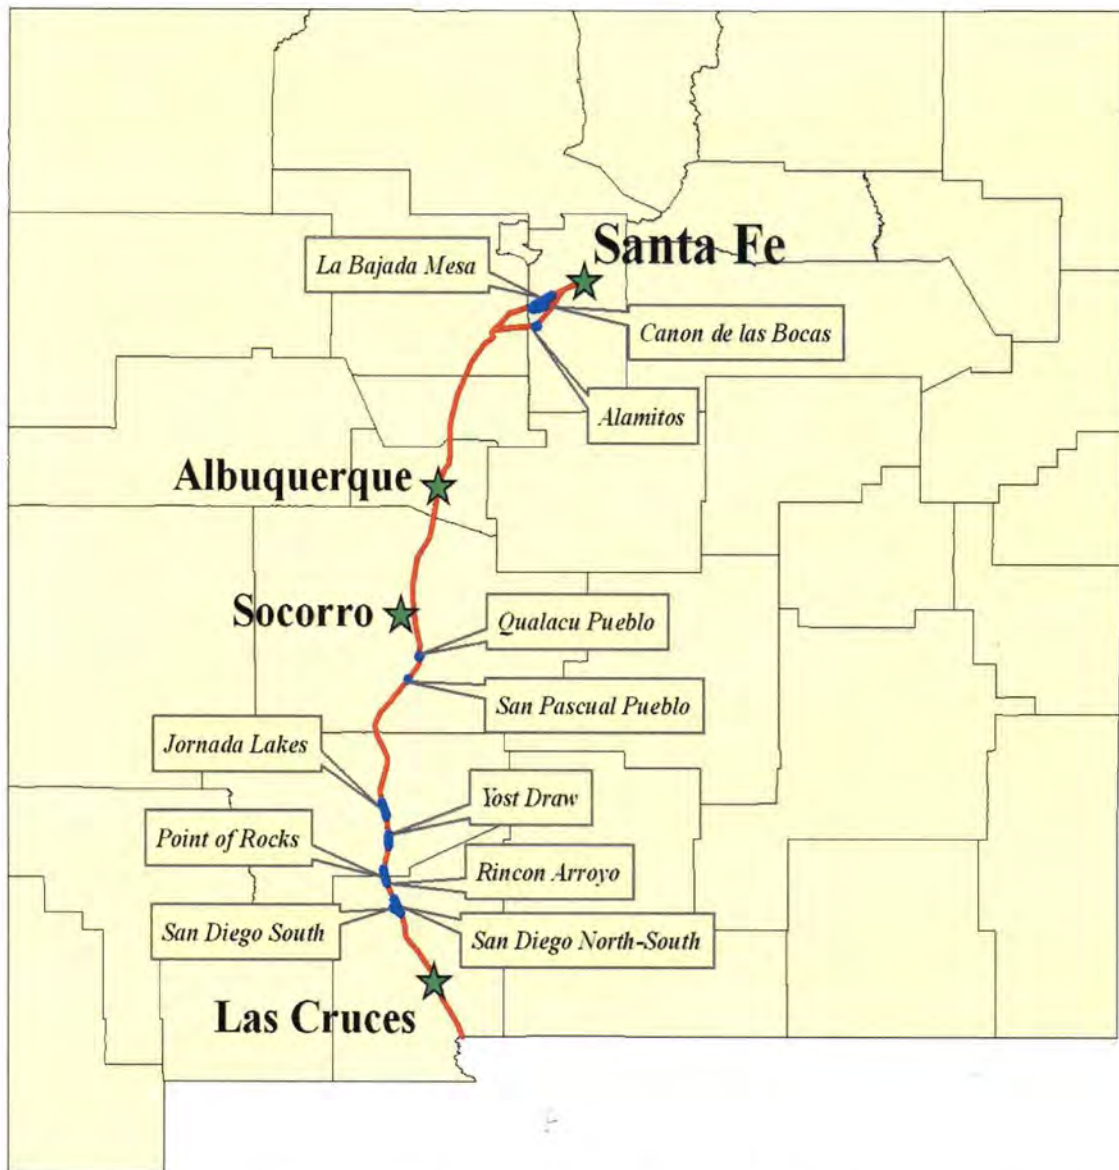 Santa Fe
La Bajada Mesa
Canon de las Bocas
Alamitos
Albuquerque
Socorro
Qualacu Pueblo
San Pascual Pueblo
Jornada Lakes
Yost Draw
Point of Rocks
Rincon Arroyo
San Diego South
San Diego North-South
Las Cruces